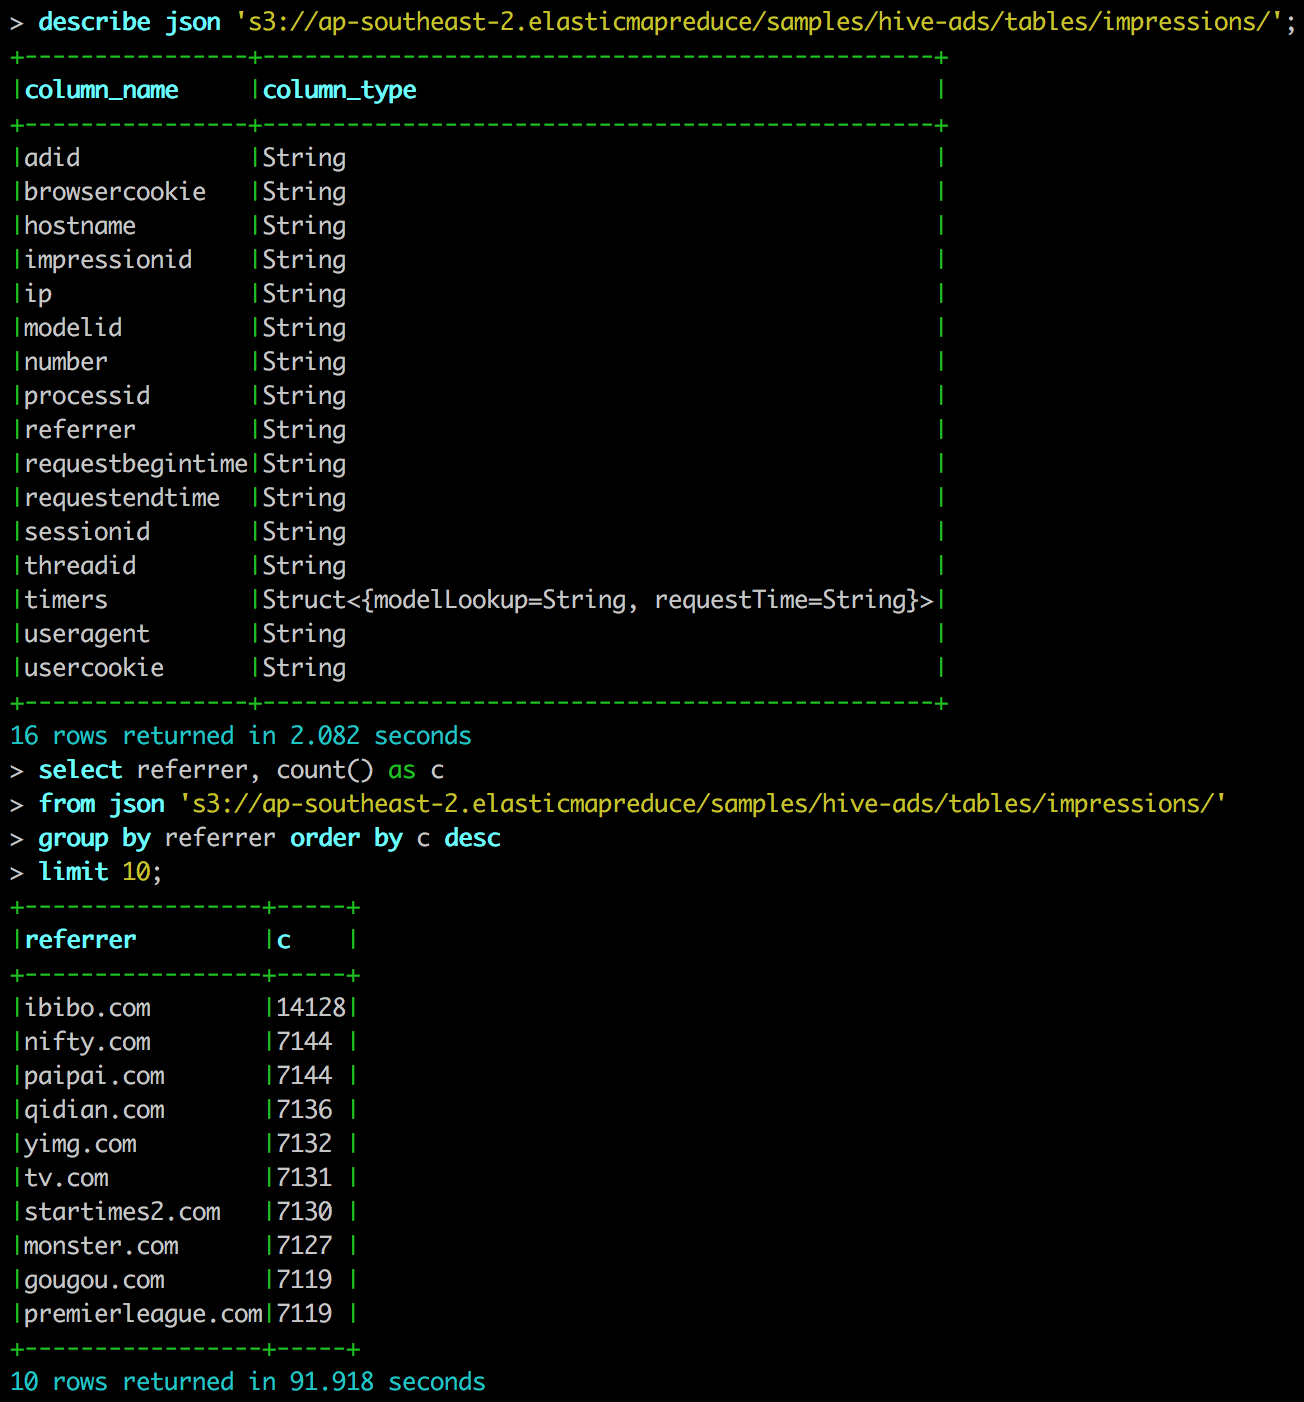 > describe json 's3://ap-southeast-2.elasticmapreduce/samples/hive-ads/tables/impressions/';
+----------------+------------------------------------------------+
|column_name     |column_type                                     |
+----------------+------------------------------------------------+
|adid            |String                                          |
|browsercookie   |String                                          |
|hostname        |String                                          |
|impressionid    |String                                          |
|ip              |String                                          |
|modelid         |String                                          |
|number          |String                                          |
|processid       |String                                          |
|referrer        |String                                          |
|requestbegintime|String                                          |
|requestendtime  |String                                          |
|sessionid       |String                                          |
|threadid        |String                                          |
|timers          |Struct<{modelLookup=String, requestTime=String}>|
|useragent       |String                                          |
|usercookie      |String                                          |
+----------------+------------------------------------------------+
16 rows returned in 2.082 seconds
> select referrer, count() as c
> from json 's3://ap-southeast-2.elasticmapreduce/samples/hive-ads/tables/impressions/'
> group by referrer order by c desc
> limit 10;
+-----------------+-----+
|referrer         |c    |
+-----------------+-----+
|ibibo.com        |14128|
|nifty.com        |7144 |
|paipai.com       |7144 |
|qidian.com       |7136 |
|yimg.com         |7132 |
|tv.com           |7131 |
|startimes2.com   |7130 |
|monster.com      |7127 |
|gougou.com       |7119 |
|premierleague.com|7119 |
+-----------------+-----+
10 rows returned in 91.918 seconds